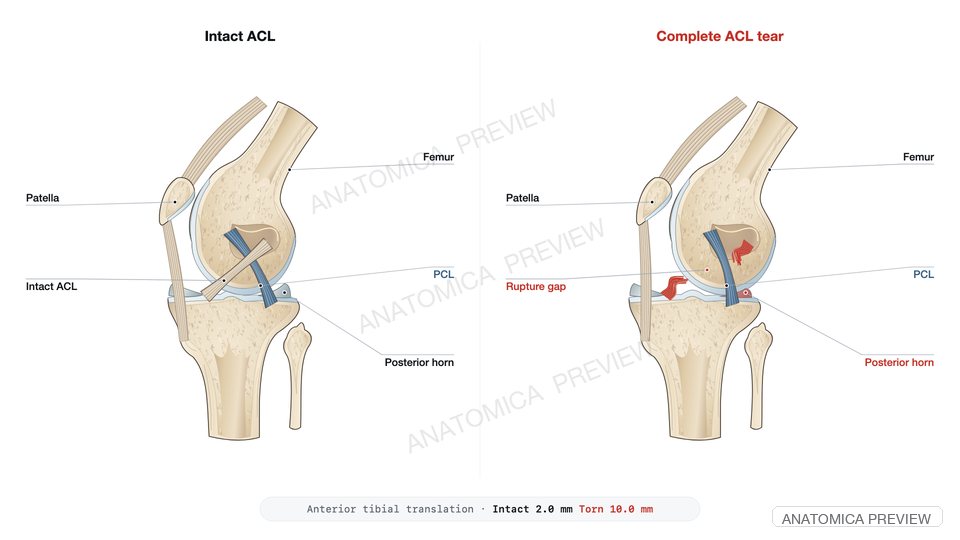 Intact ACL
Complete ACL tear
ANATOMICA PREVIEW
Femur
Patella
Intact ACL
PCL
Posterior horn
ANATOMICA PREVIEW
ANATOMICA PREVIEW
Femur
Patella
Rupture gap
PCL
Posterior horn
Anterior tibial translation · Intact 2.0 mm Torn 10.0 mm
ANATOMICA PREVIEW